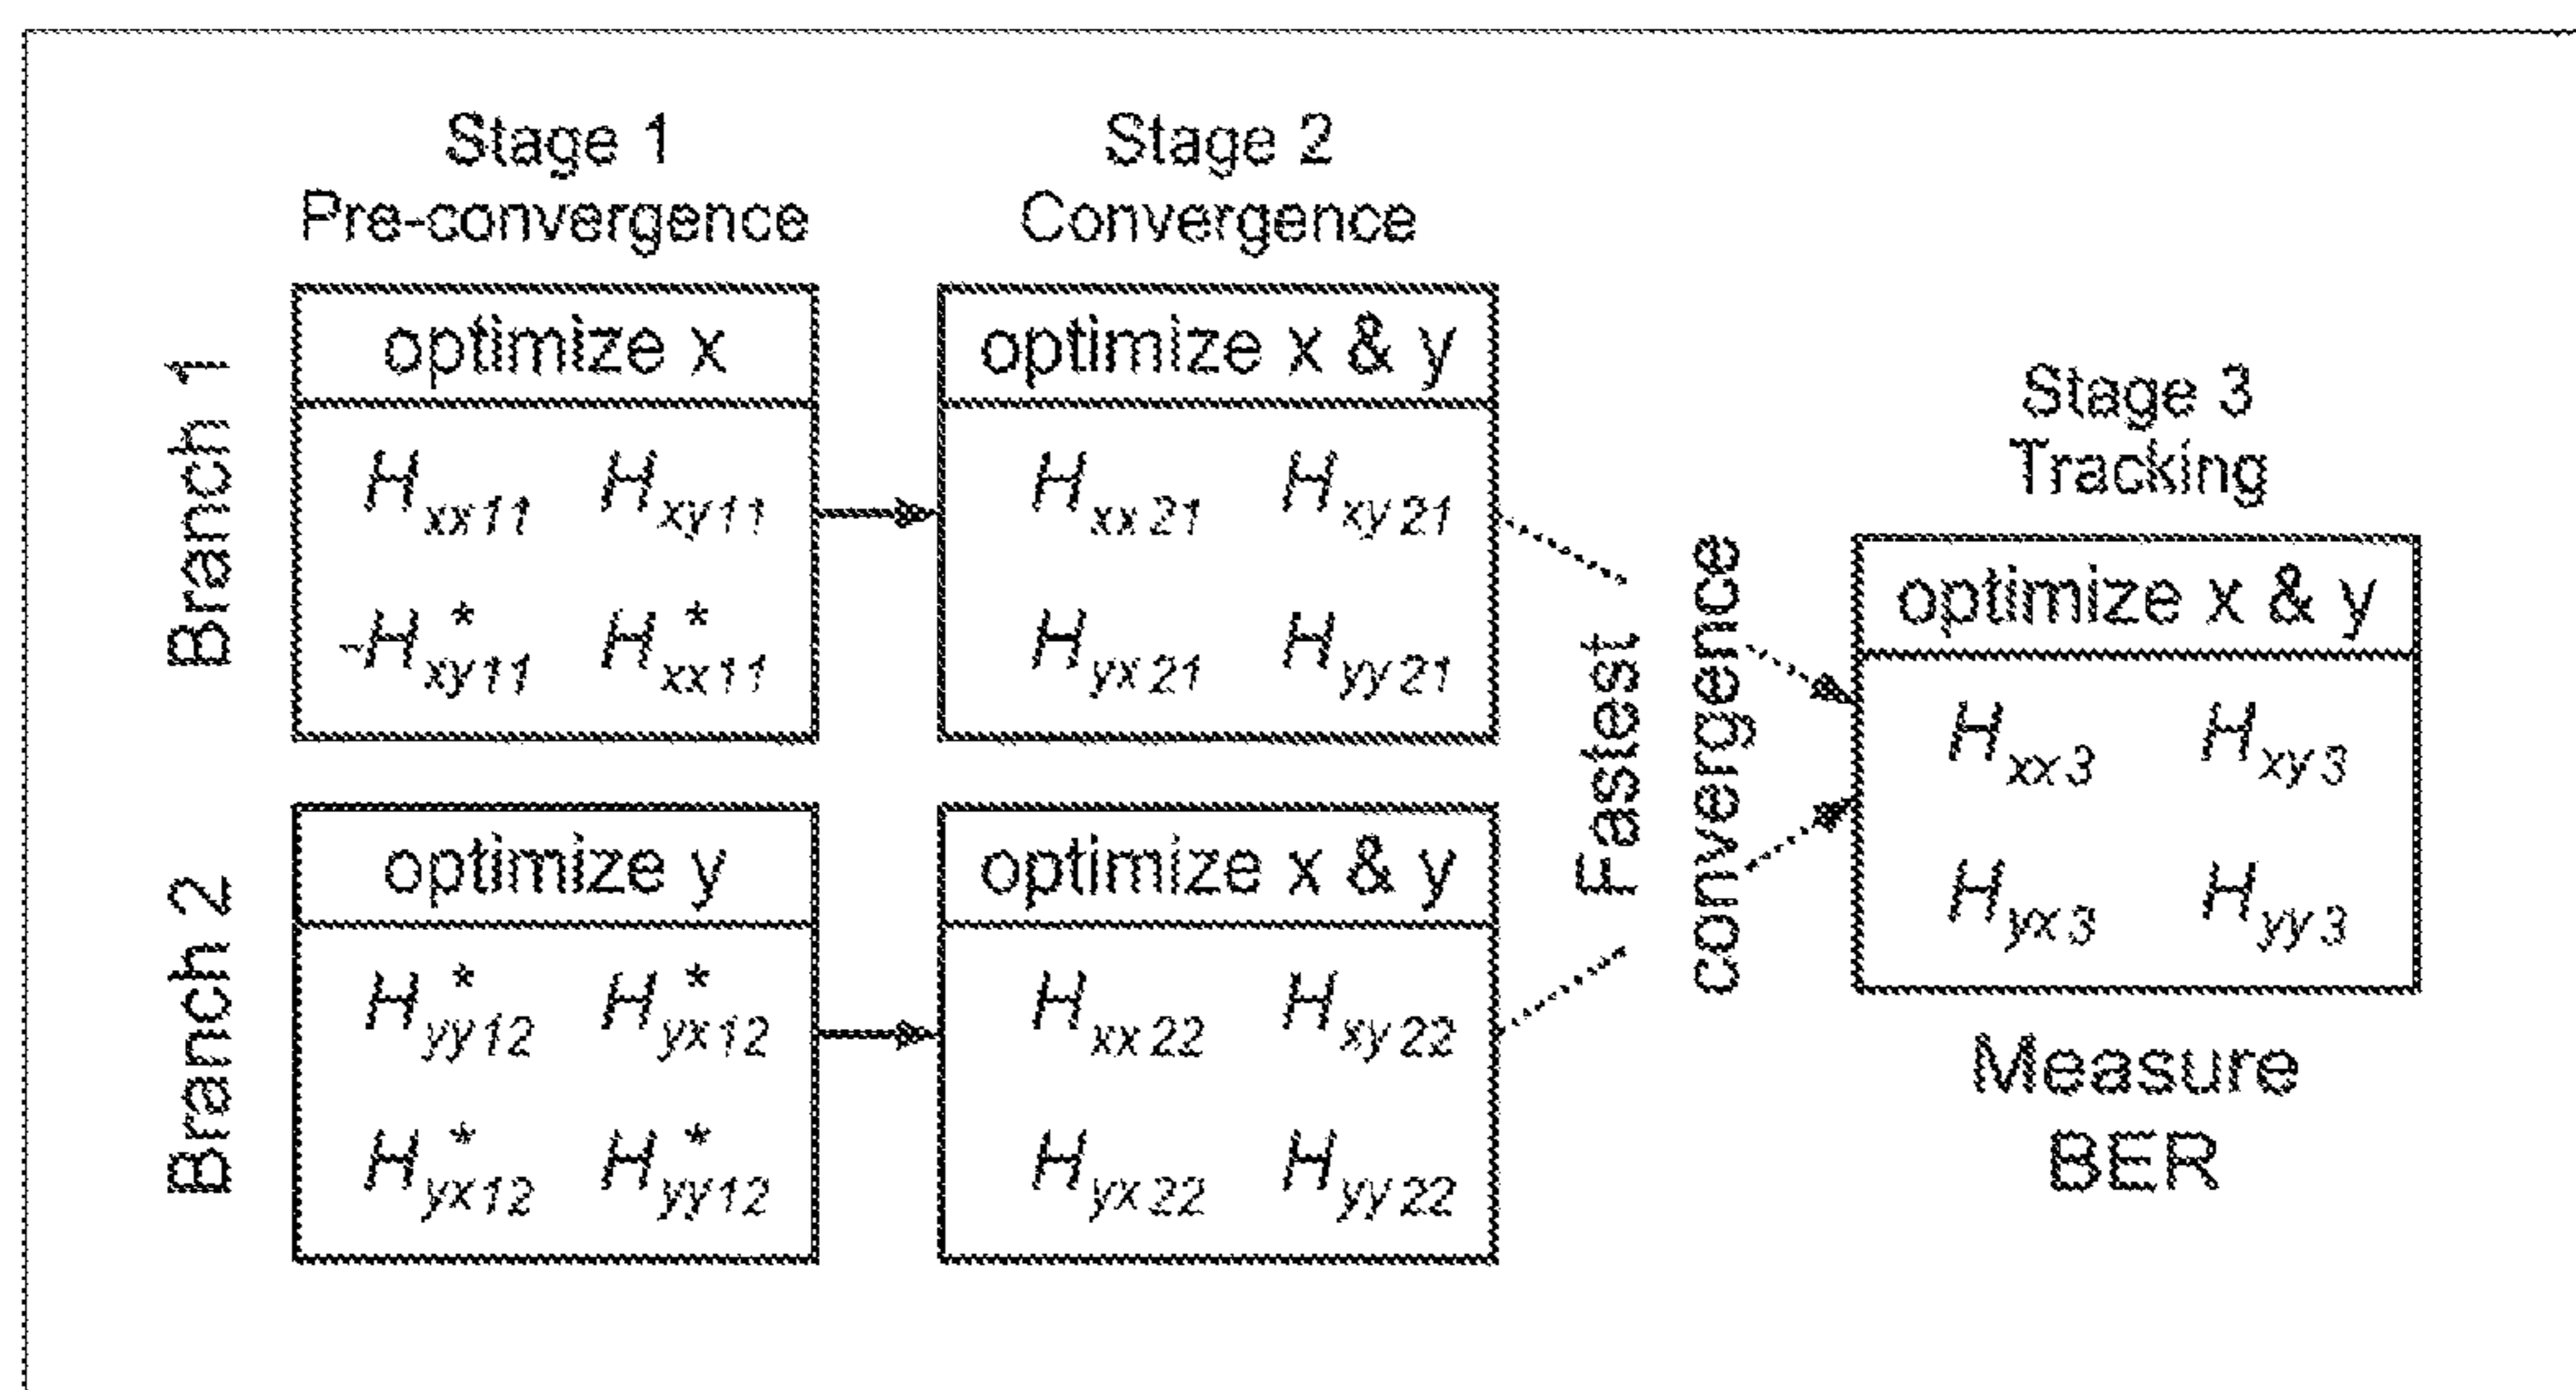 Stage 1
Pre-convergence
Stage 2
Convergence
Branch 1
optimize x
H_xx11 H_xy11
-H*_xy11 H*_xx11
optimize x & y
H_xx21 H_xy21
H_yx21 H_yy21
Branch 2
optimize y
H*_yy12 H*_yx12
H*_yx12 H*_yy12
optimize x & y
H_xx22 H_xy22
H_yx22 H_yy22
Fastest
convergence
Stage 3
Tracking
optimize x & y
H_xx3 H_xy3
H_yx3 H_yy3
Measure
BER